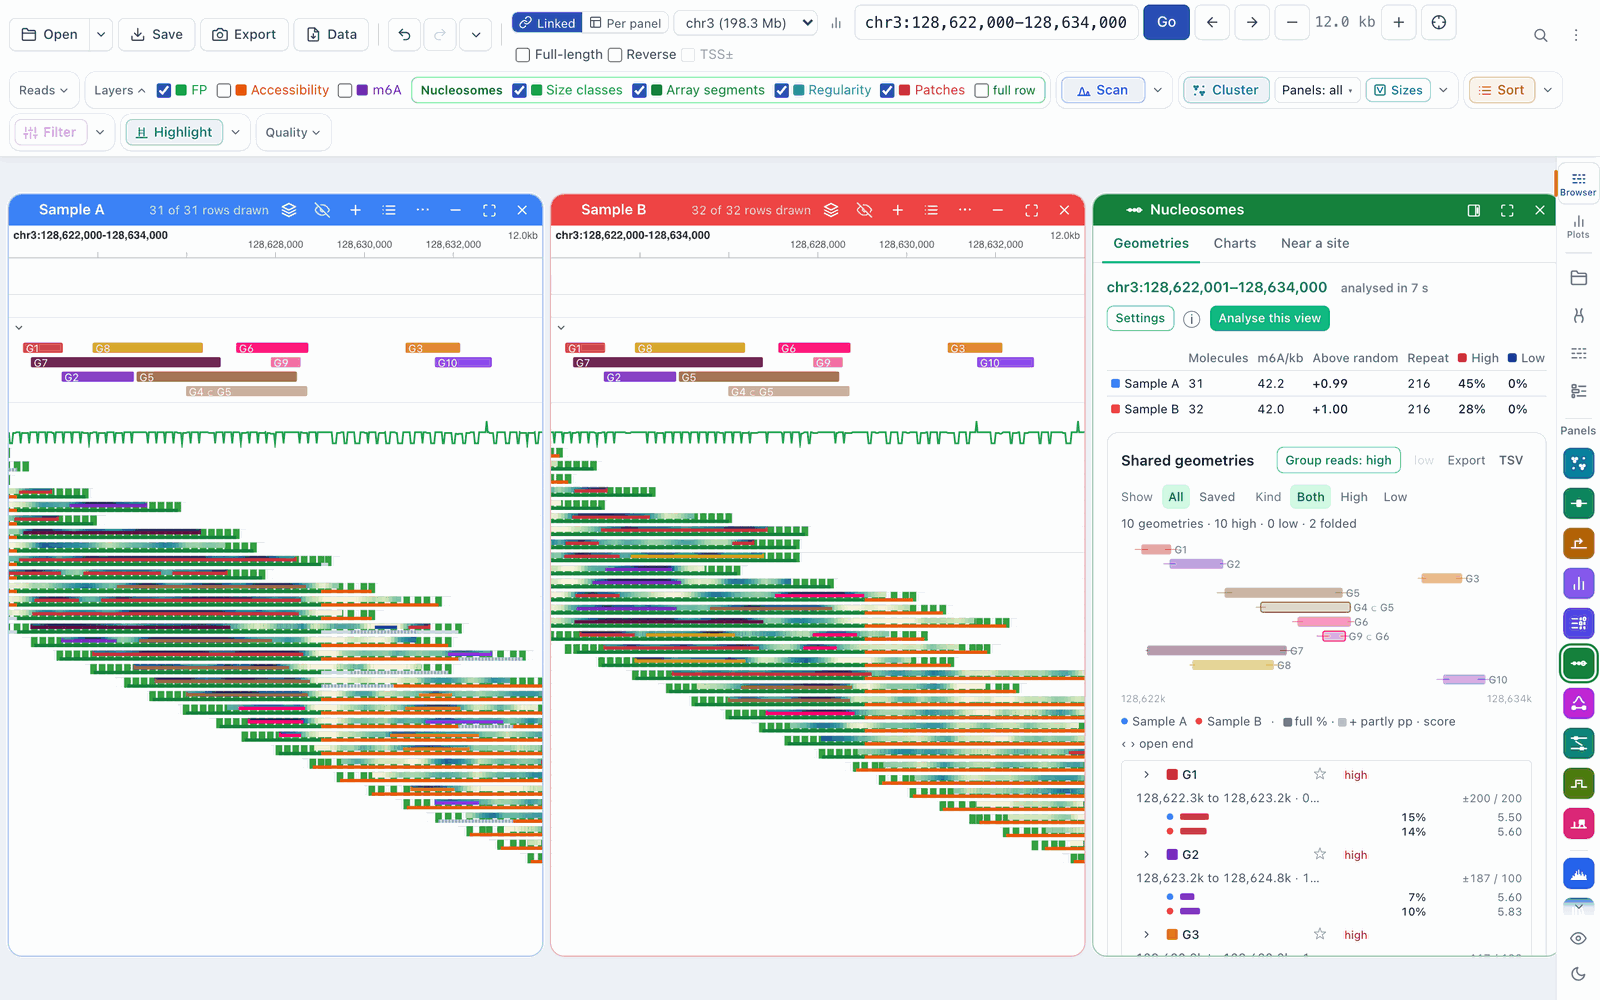 Open
Save
Export
Data
Linked
Per panel
chr3 (198.3 Mb)
chr3:128,622,000–128,634,000
Go
12.0 kb
Full-length
Reverse
TSS±
Reads
Layers
FP
Accessibility
m6A
Nucleosomes
Size classes
Array segments
Regularity
Patches
full row
Scan
Cluster
Panels: all
Sizes
Sort
Filter
Highlight
Quality
Sample A
31 of 31 rows drawn
chr3:128,622,000-128,634,000
12.0kb
128,628,000
128,630,000
128,632,000
G1
G8
G6
G3
G7
G9
G10
G2
G5
G4 ⊂ G5
Sample B
32 of 32 rows drawn
chr3:128,622,000-128,634,000
12.0kb
128,628,000
128,630,000
128,632,000
G1
G8
G6
G3
G7
G9
G10
G2
G5
G4 ⊂ G5
Nucleosomes
Geometries
Charts
Near a site
chr3:128,622,001–128,634,000
analysed in 7 s
Settings
Analyse this view
Molecules m6A/kb Above random Repeat High Low
Sample A 31 42.2 +0.99 216 45% 0%
Sample B 32 42.0 +1.00 216 28% 0%
Shared geometries
Group reads: high
low
Export
TSV
Show All Saved Kind Both High Low
10 geometries · 10 high · 0 low · 2 folded
G1
G2
G3
G5
G4 ⊂ G5
G6
G9 ⊂ G6
G7
G8
G10
128,622k
128,634k
Sample A Sample B · full % · + partly pp · score
‹ › open end
G1 high
128,622.3k to 128,623.2k · 0...
±200 / 200
15% 5.50
14% 5.60
G2 high
128,623.2k to 128,624.8k · 1...
±187 / 100
7% 5.60
10% 5.83
G3 high
Browser
Plots
Panels